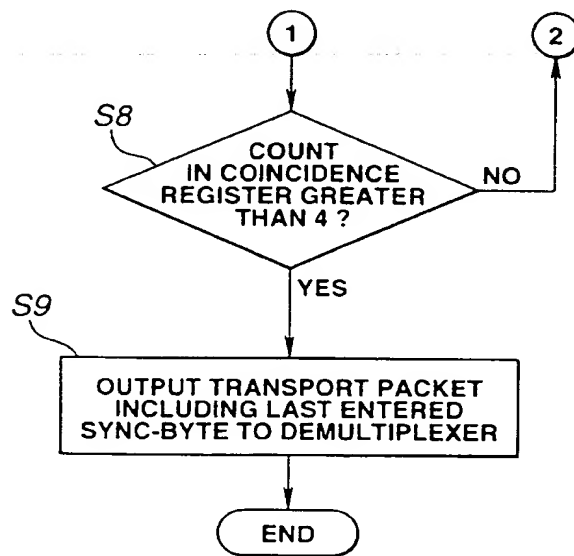 1
2
S8
COUNT
IN COINCIDENCE
REGISTER GREATER
THAN 4 ?
NO
YES
S9
OUTPUT TRANSPORT PACKET
INCLUDING LAST ENTERED
SYNC-BYTE TO DEMULTIPLEXER
END